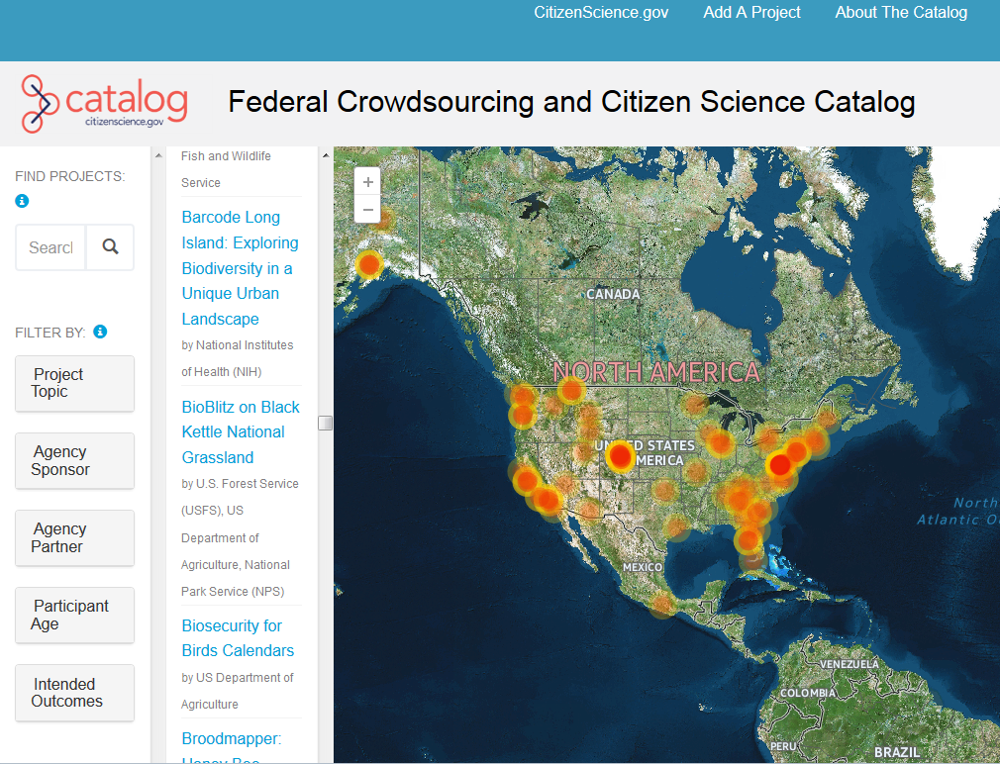 CitizenScience.gov Add A Project About The Catalog
catalog
citizenscience.gov
Federal Crowdsourcing and Citizen Science Catalog
FIND PROJECTS:
Search
FILTER BY:
Project
Topic
Agency
Sponsor
Agency
Partner
Participant
Age
Intended
Outcomes
Fish and Wildlife
Service
Barcode Long
Island: Exploring
Biodiversity in a
Unique Urban
Landscape
by National Institutes
of Health (NIH)
BioBlitz on Black
Kettle National
Grassland
by U.S. Forest Service
(USFS), US
Department of
Agriculture, National
Park Service (NPS)
Biosecurity for
Birds Calendars
by US Department of
Agriculture
Broodmapper:
Honey Bee
+
−
CANADA
NORTH AMERICA
UNITED STATES
MERICA
MEXICO
North
Atlantic O
VENEZUELA
COLOMBIA
PERU
BRAZIL